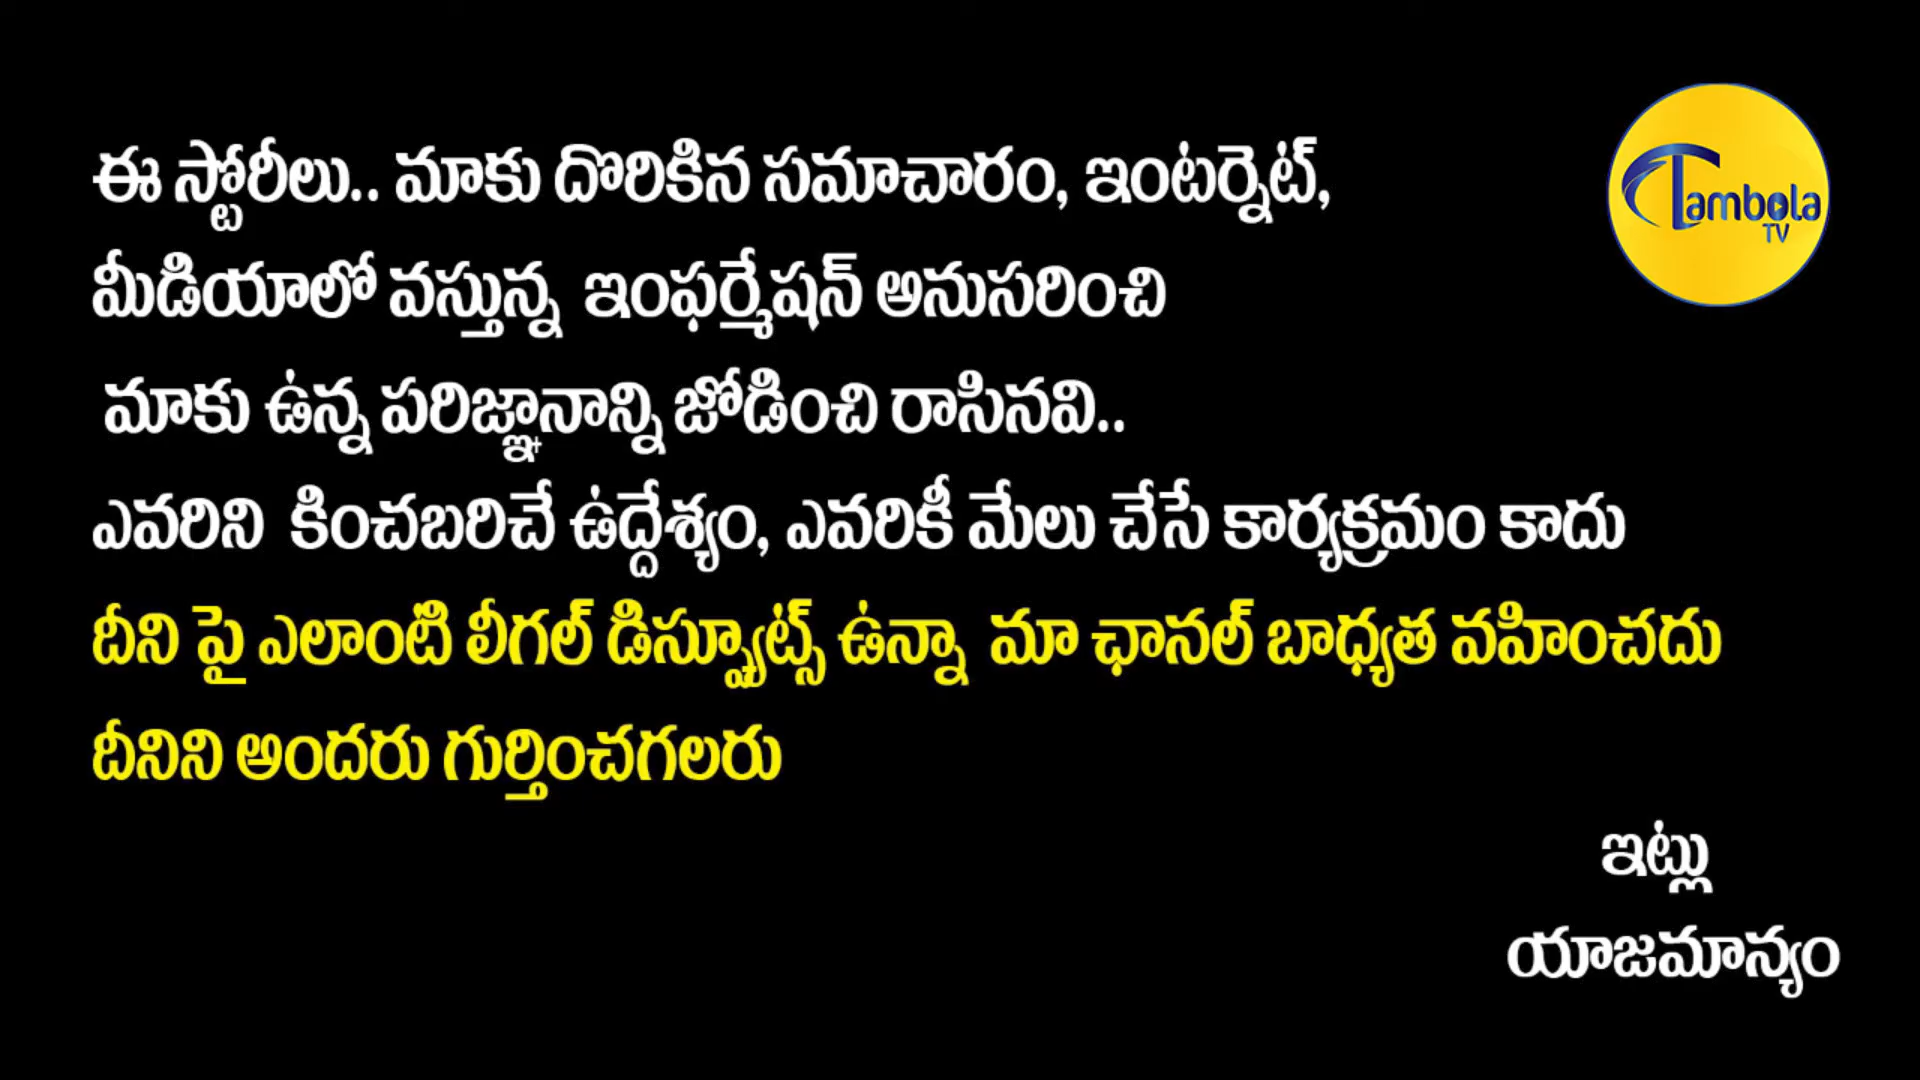 ఈ స్టోరీలు.. మాకు దొరికిన సమాచారం, ఇంటర్నెట్,
మీడియాలో వస్తున్న ఇంఫర్మేషన్ అనుసరించి
మాకు ఉన్న పరిజ్ఞానాన్ని జోడించి రాసినవి..
ఎవరిని కించబరిచే ఉద్దేశ్యం, ఎవరికీ మేలు చేసే కార్యక్రమం కాదు
దీని పై ఎలాంటి లీగల్ డిస్ప్యూట్స్ ఉన్నా మా ఛానల్ బాధ్యత వహించదు
దీనిని అందరు గుర్తించగలరు
ఇట్లు
యాజమాన్యం
Tambola
TV